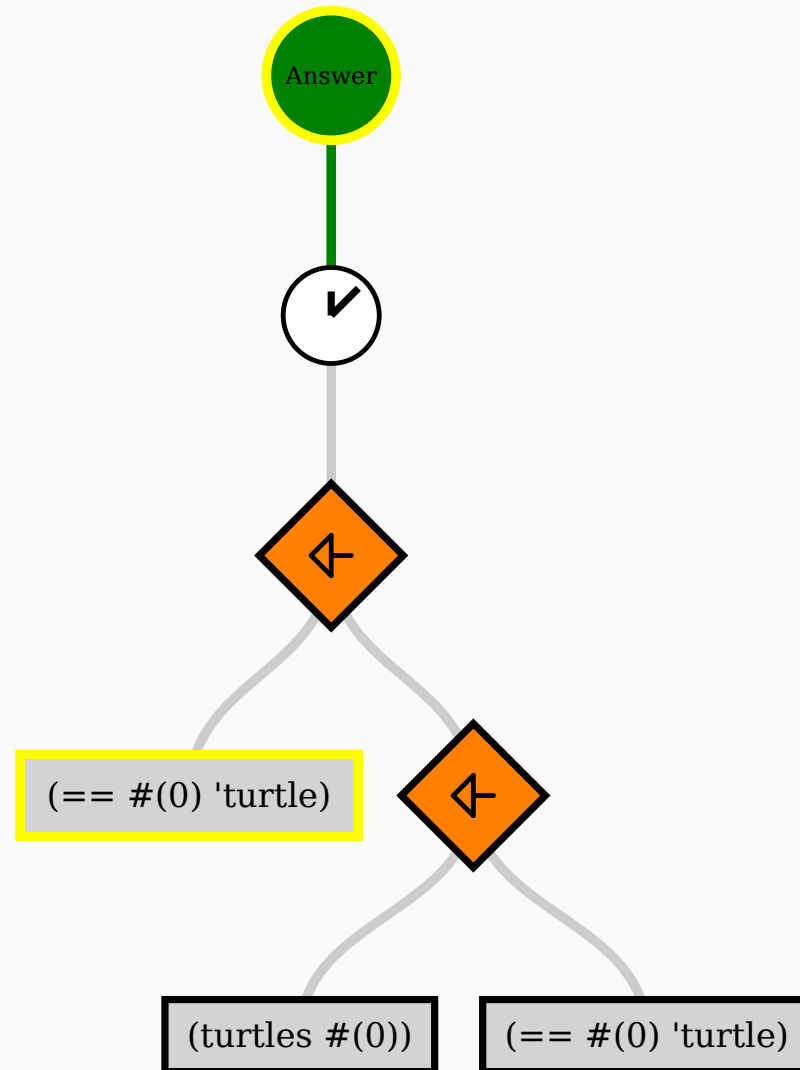 Answer
(== #(0) 'turtle)
(turtles #(0))
(== #(0) 'turtle)